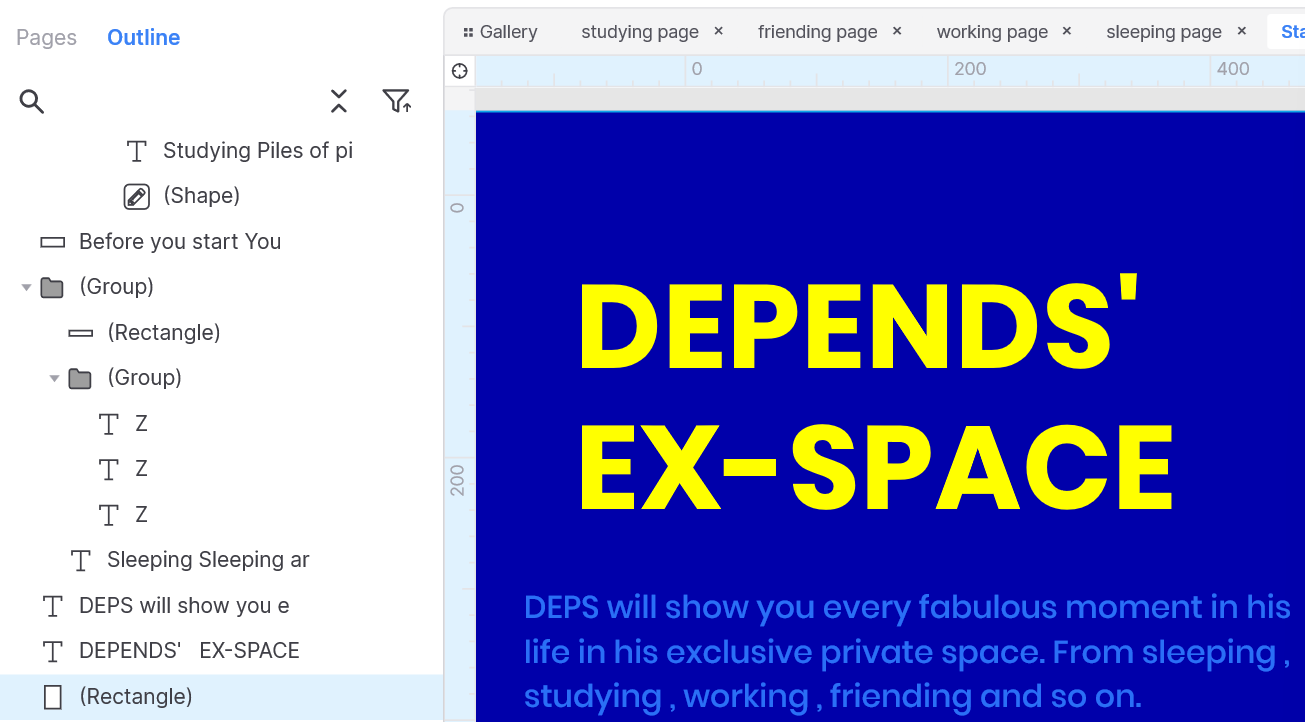 Pages Outline
Gallery studying page × friending page × working page × sleeping page × Sta
0 200 400
Studying Piles of pi
(Shape)
Before you start You
(Group)
(Rectangle)
(Group)
Z
Z
Z
Sleeping Sleeping ar
DEPS will show you e
DEPENDS' EX-SPACE
(Rectangle)
0
200
DEPENDS'
EX-SPACE
DEPS will show you every fabulous moment in his
life in his exclusive private space. From sleeping ,
studying , working , friending and so on.